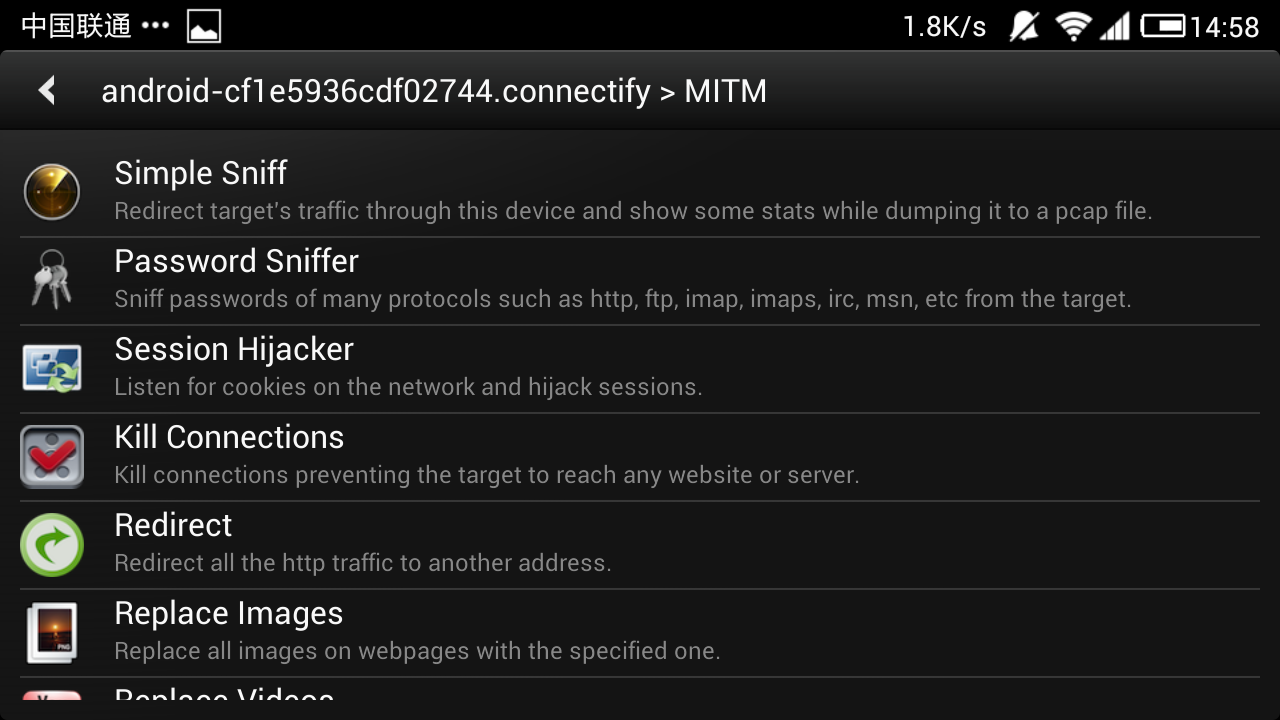 中国联通 ••• 1.8K/s 14:58
android-cf1e5936cdf02744.connectify > MITM
Simple Sniff
Redirect target's traffic through this device and show some stats while dumping it to a pcap file.
Password Sniffer
Sniff passwords of many protocols such as http, ftp, imap, imaps, irc, msn, etc from the target.
Session Hijacker
Listen for cookies on the network and hijack sessions.
Kill Connections
Kill connections preventing the target to reach any website or server.
Redirect
Redirect all the http traffic to another address.
PNG
Replace Images
Replace all images on webpages with the specified one.
Replace Videos